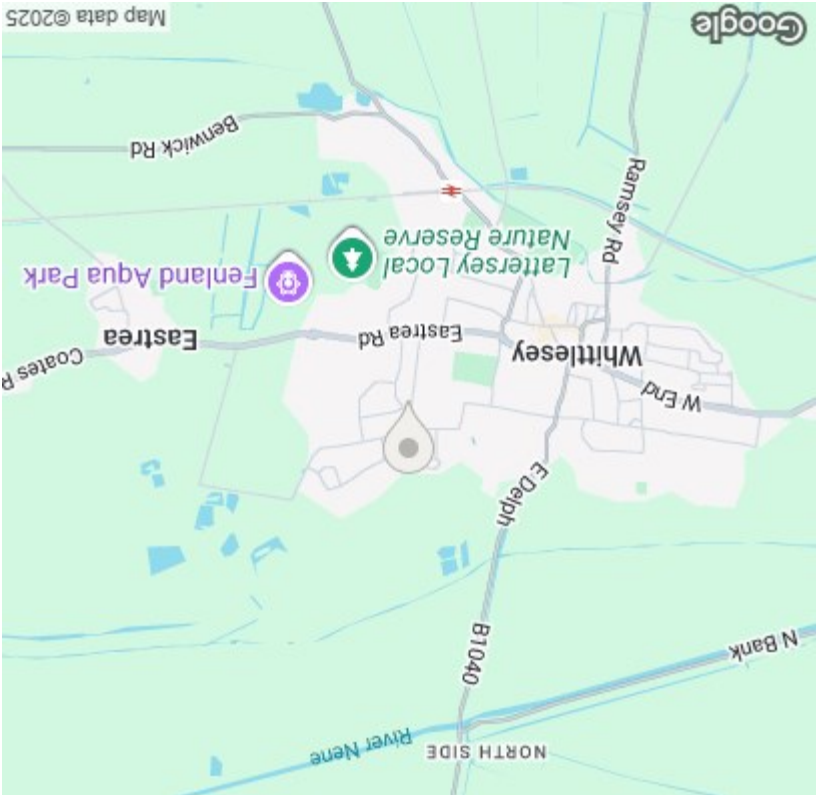 NORTH SIDE
River Nene
N Bank
B1040
E Delph
W End
Whittlesey
Eastrea Rd
Eastrea
Coates R
Lattersey Local
Nature Reserve
Fenland Aqua Park
Ramsey Rd
Benwick Rd
Google
Map data ©2025